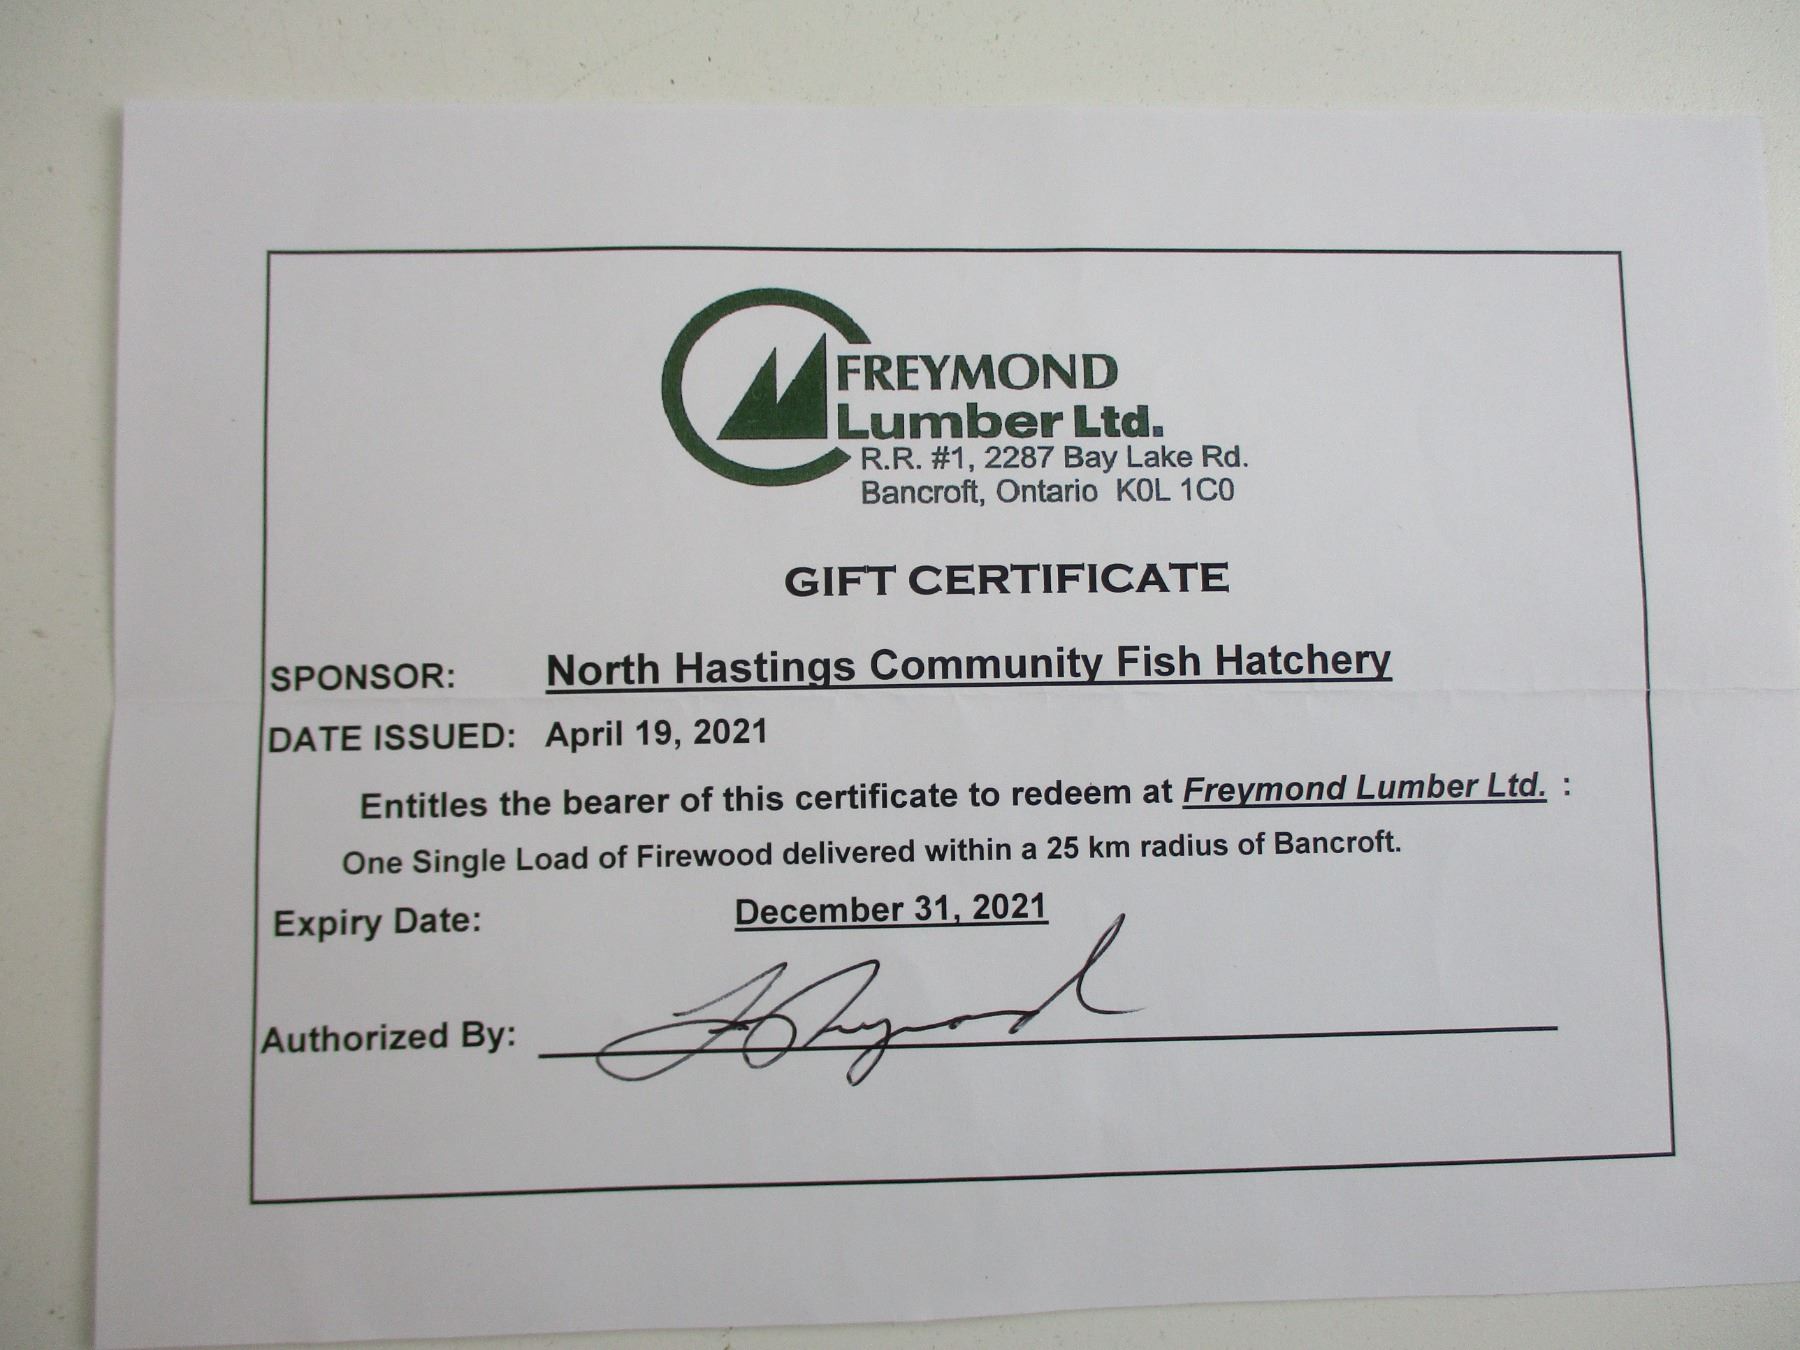 FREYMOND
Lumber Ltd.
R.R. #1, 2287 Bay Lake Rd.
Bancroft, Ontario K0L 1C0
GIFT CERTIFICATE
SPONSOR: North Hastings Community Fish Hatchery
DATE ISSUED: April 19, 2021
Entitles the bearer of this certificate to redeem at Freymond Lumber Ltd. :
One Single Load of Firewood delivered within a 25 km radius of Bancroft.
Expiry Date: December 31, 2021
Authorized By: